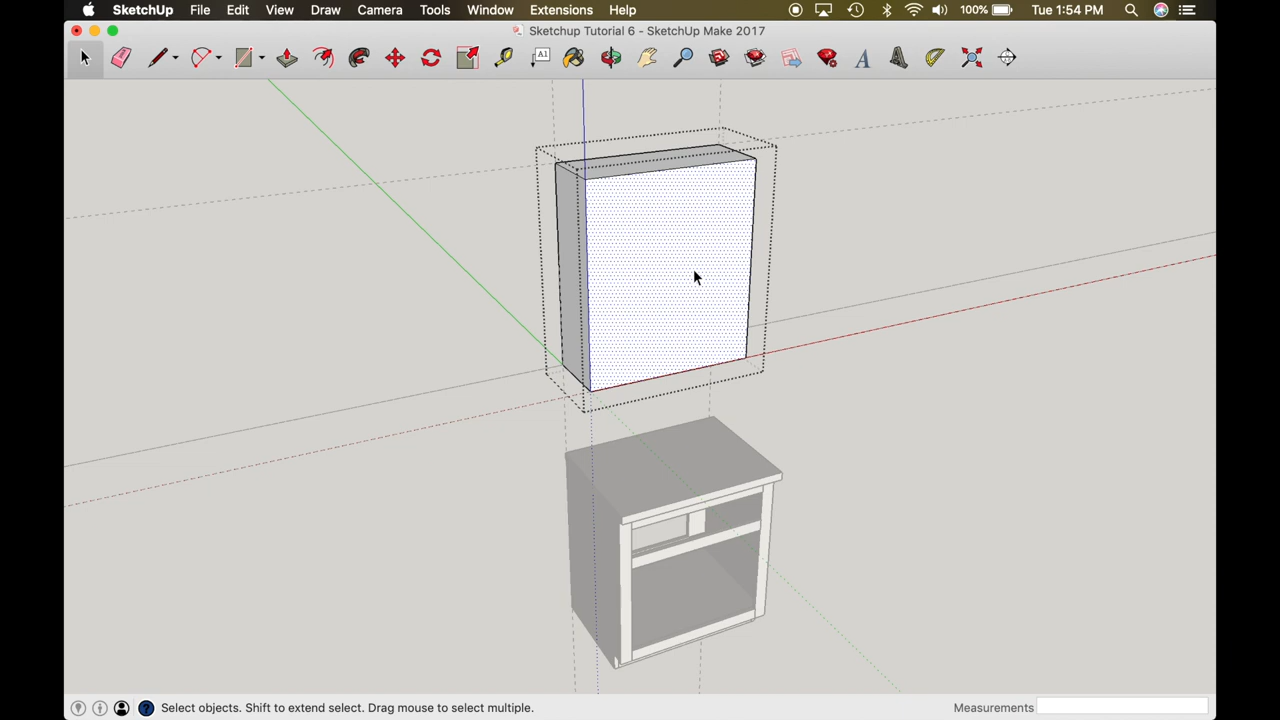 SketchUp File Edit View Draw Camera Tools Window Extensions Help 100% Tue 1:54 PM
Sketchup Tutorial 6 - SketchUp Make 2017
A1 A A
Select objects. Shift to extend select. Drag mouse to select multiple. Measurements